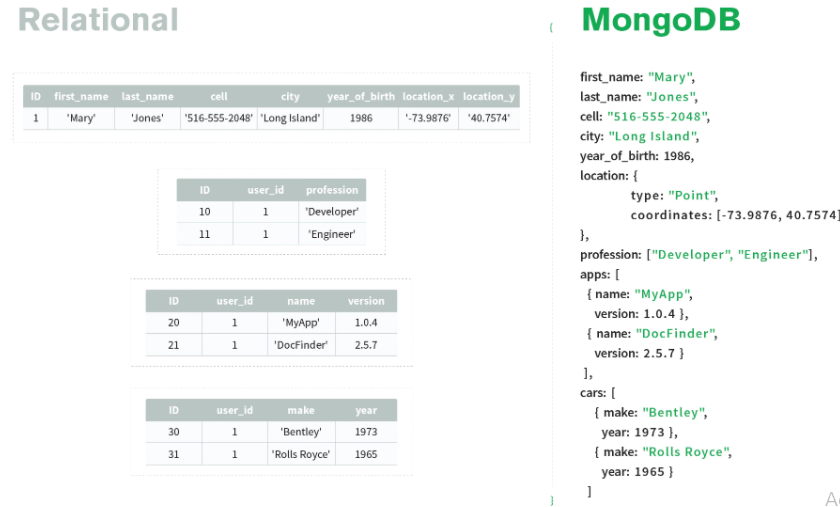 Relational
ID first_name last_name cell city year_of_birth location_x location_y
1 'Mary' 'Jones' '516-555-2048' 'Long Island' 1986 '-73.9876' '40.7574'
ID user_id profession
10 1 'Developer'
11 1 'Engineer'
ID user_id name version
20 1 'MyApp' 1.0.4
21 1 'DocFinder' 2.5.7
ID user_id make year
30 1 'Bentley' 1973
31 1 'Rolls Royce' 1965
MongoDB
{
first_name: "Mary",
last_name: "Jones",
cell: "516-555-2048",
city: "Long Island",
year_of_birth: 1986,
location: {
type: "Point",
coordinates: [-73.9876, 40.7574]
},
profession: ["Developer", "Engineer"],
apps: [
{ name: "MyApp",
version: 1.0.4 },
{ name: "DocFinder",
version: 2.5.7 }
],
cars: [
{ make: "Bentley",
year: 1973 },
{ make: "Rolls Royce",
year: 1965 }
]
}